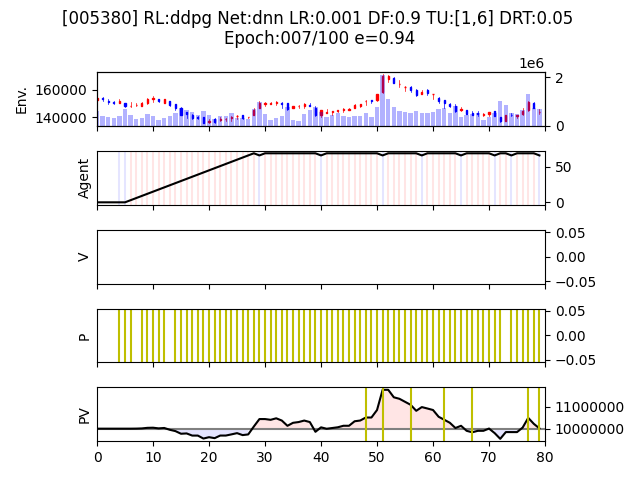 [005380] RL:ddpg Net:dnn LR:0.001 DF:0.9 TU:[1,6] DRT:0.05
Epoch:007/100 e=0.94
1e6
Env.
160000
140000
2
0
Agent
50
0
V
0.05
0.00
−0.05
P
0.05
0.00
−0.05
PV
11000000
10000000
0 10 20 30 40 50 60 70 80